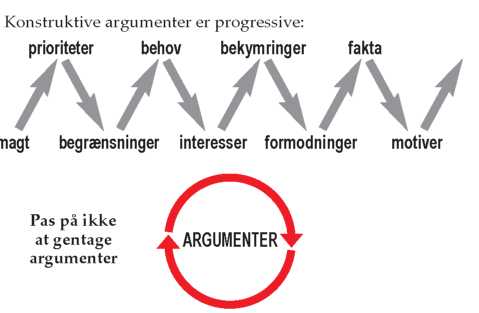 Konstruktive argumenter er progressive:
prioriteter behov bekymringer fakta
magt begrænsninger interesser formodninger motiver
Pas på ikke
at gentage
argumenter
ARGUMENTER